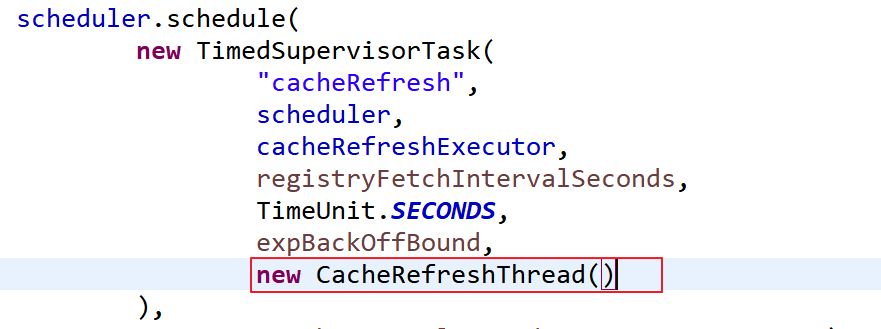 scheduler.schedule(
new TimedSupervisorTask(
"cacheRefresh",
scheduler,
cacheRefreshExecutor,
registryFetchIntervalSeconds,
TimeUnit.SECONDS,
expBackOffBound,
new CacheRefreshThread()
),